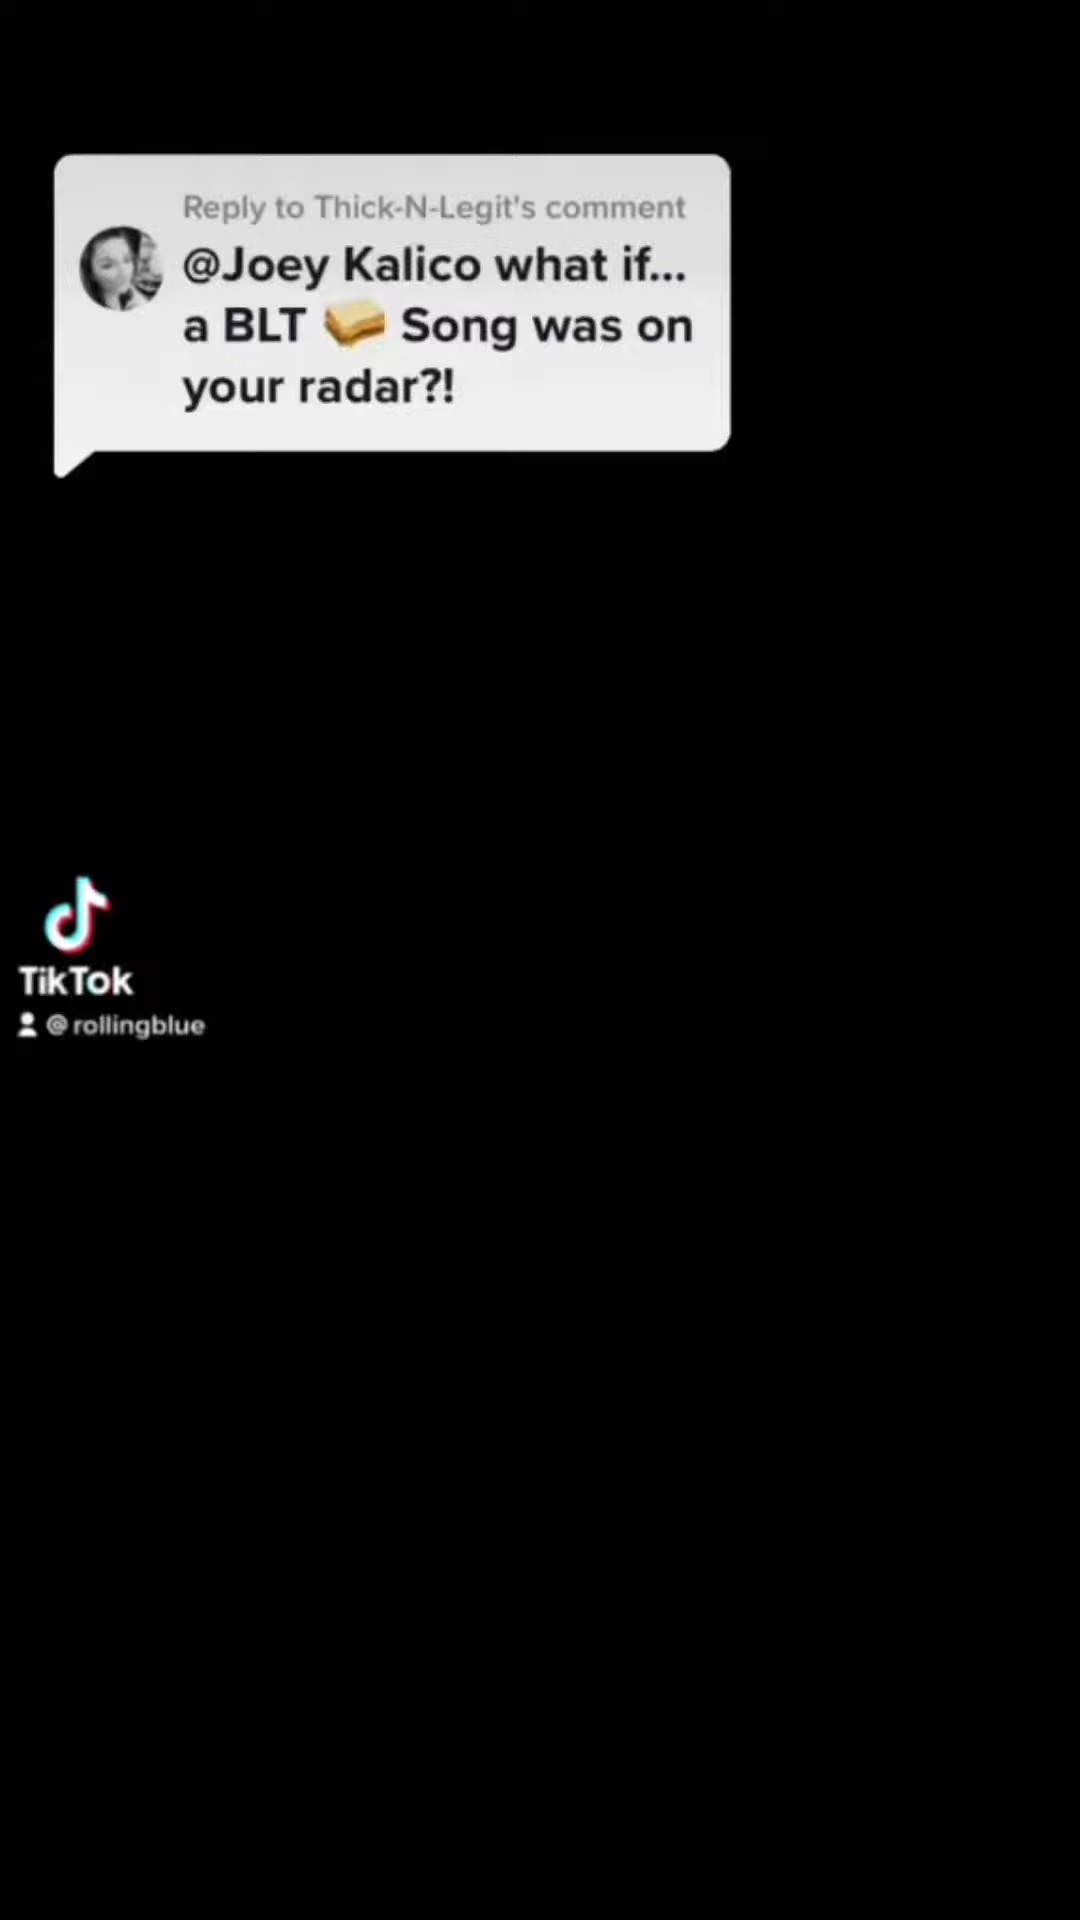 Reply to Thick-N-Legit's comment
@Joey Kalico what if...
a BLT 🥪 Song was on
your radar?!
TikTok
@rollingblue